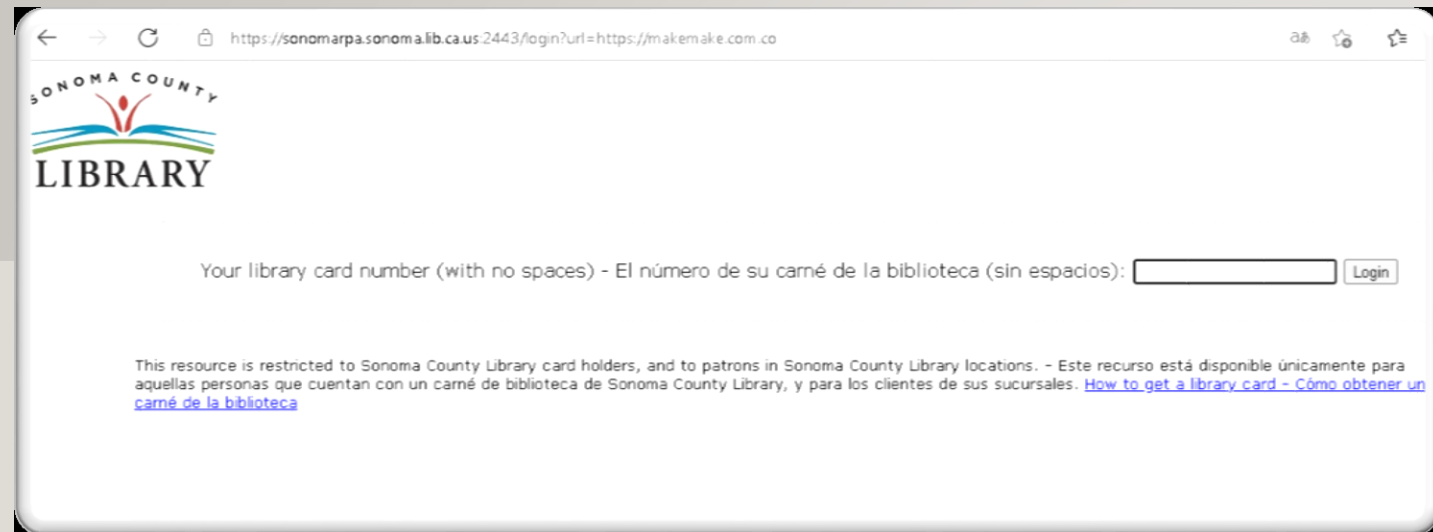 https://sonomarpa.sonoma.lib.ca.us:2443/login?url=https://makemake.com.co
SONOMA COUNTY
LIBRARY
Your library card number (with no spaces) - El número de su carné de la biblioteca (sin espacios):
Login
This resource is restricted to Sonoma County Library card holders, and to patrons in Sonoma County Library locations. - Este recurso está disponible únicamente para
aquellas personas que cuentan con un carné de biblioteca de Sonoma County Library, y para los clientes de sus sucursales. How to get a library card - Cómo obtener un
carné de la biblioteca